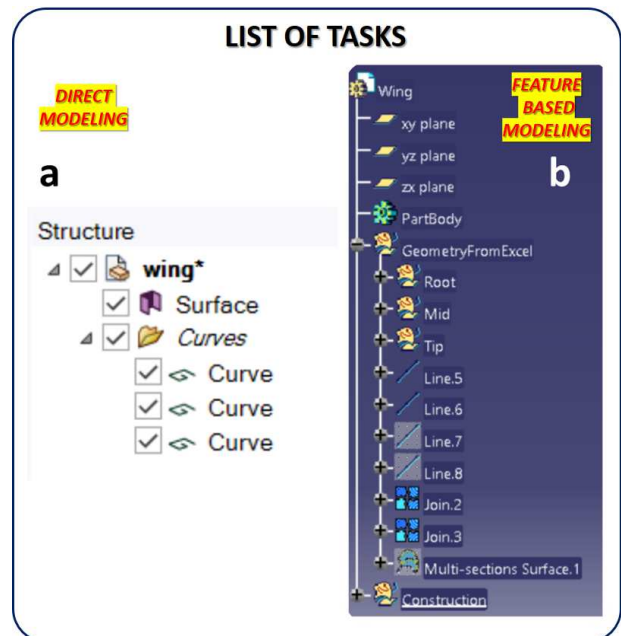 LIST OF TASKS
DIRECT
MODELING
a
Structure
wing*
Surface
Curves
Curve
Curve
Curve
FEATURE
BASED
MODELING
b
Wing
xy plane
yz plane
zx plane
PartBody
GeometryFromExcel
Root
Mid
Tip
Line.5
Line.6
Line.7
Line.8
Join.2
Join.3
Multi-sections Surface.1
Construction